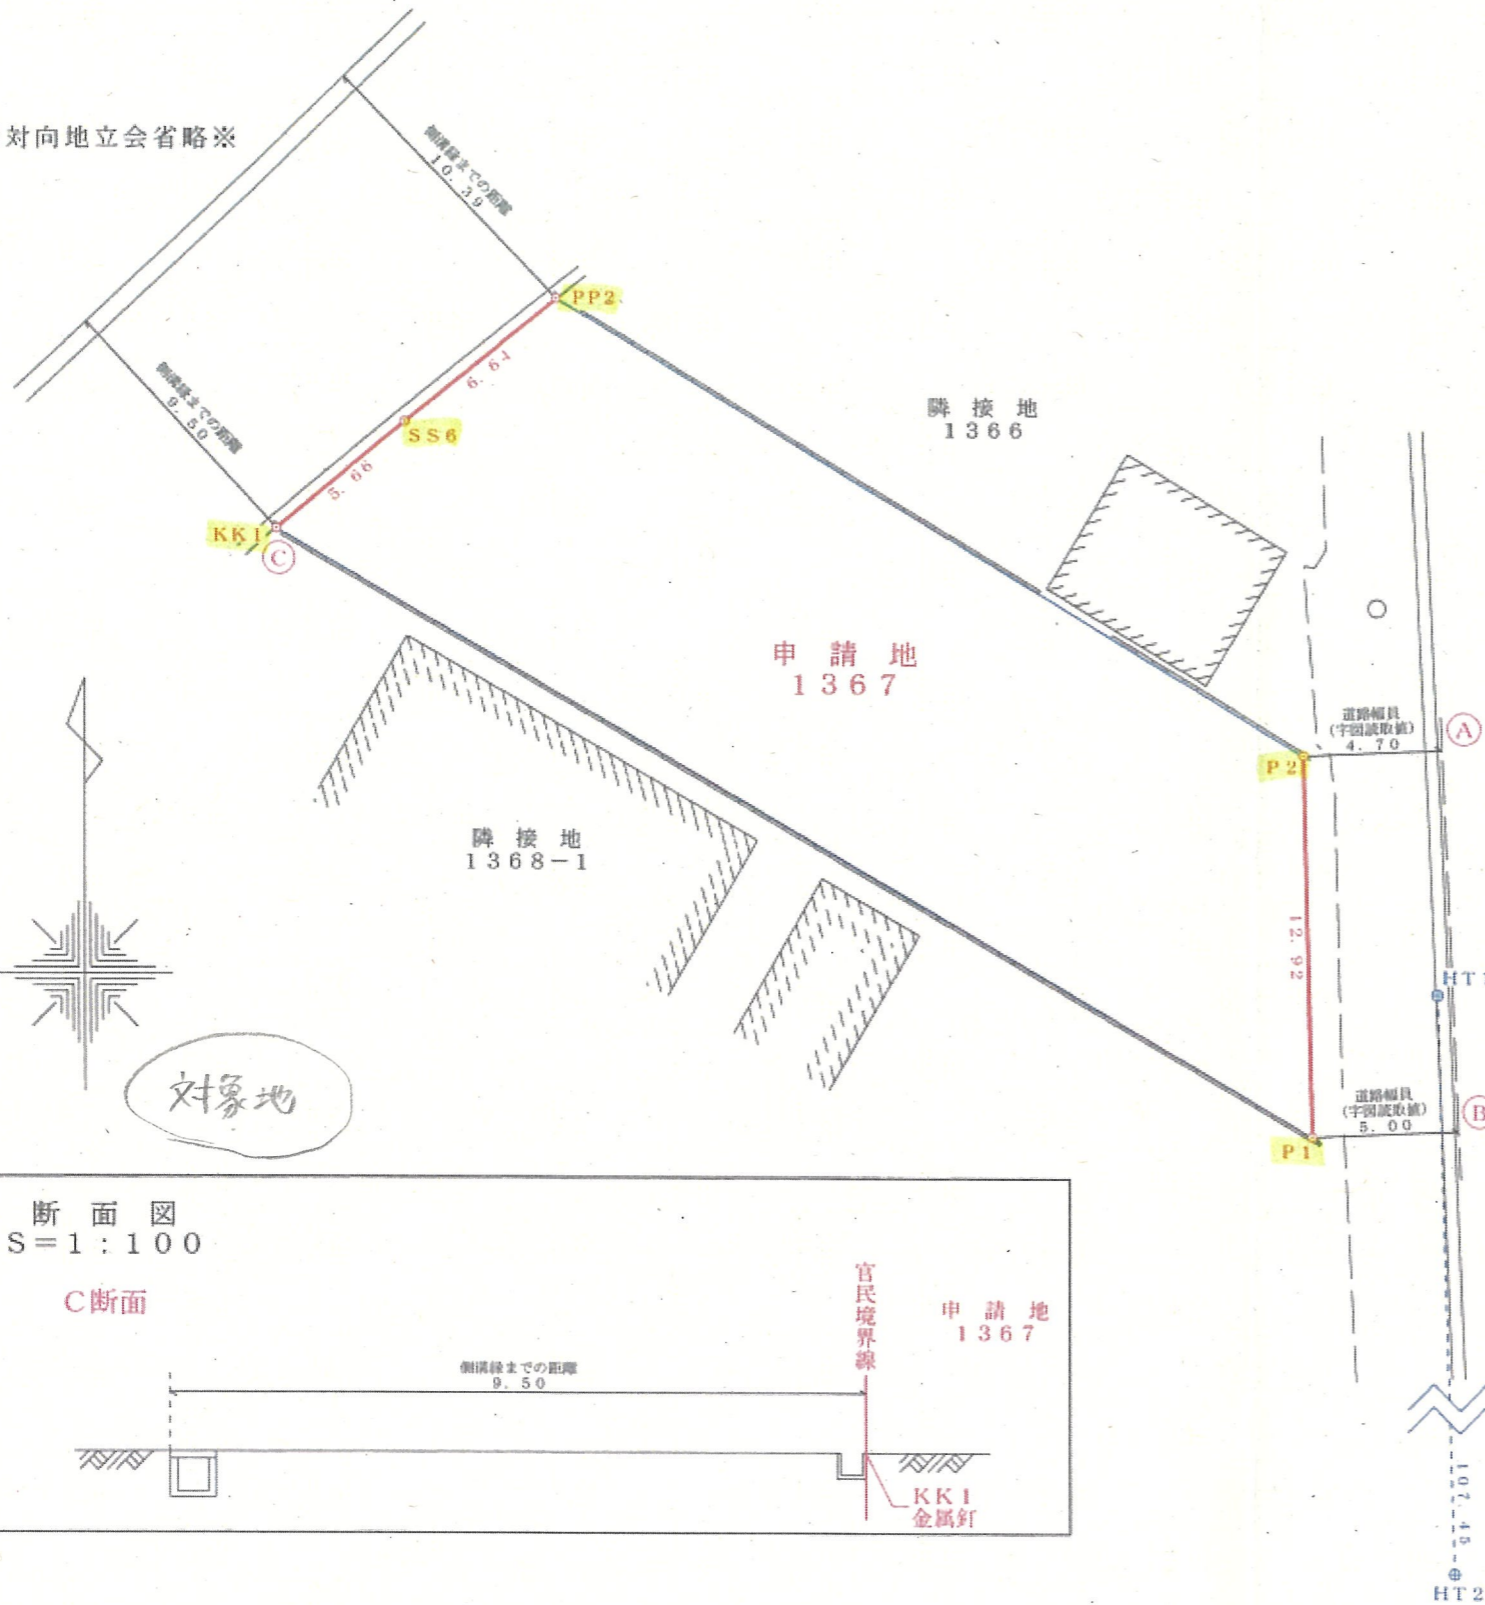 対向地立会省略※
側溝縁までの距離
10.39
側溝縁までの距離
9.50
PP2
6.64
SS6
5.66
KK1
C
隣接地
1366
申請地
1367
道路幅員
(字図読取値)
4.70
A
P2
隣接地
1368-1
12.92
HT1
対象地
道路幅員
(字図読取値)
5.00
B
P1
断面図
S=1:100
C断面
官民境界線
申請地
1367
側溝縁までの距離
9.50
KK1
金属釘
107.45
HT2